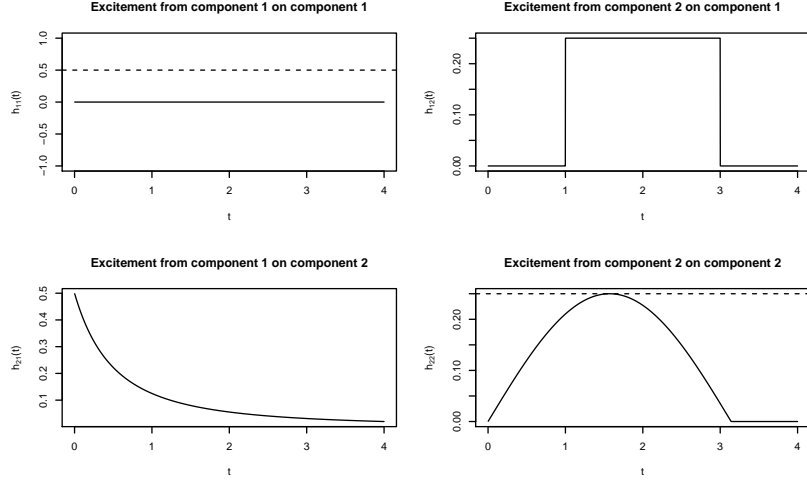 Excitement from component 1 on component 1
h₁₁(t)
1.0
0.5
0.0
−0.5
−1.0
0 1 2 3 4
t
Excitement from component 2 on component 1
h₁₂(t)
0.20
0.10
0.00
0 1 2 3 4
t
Excitement from component 1 on component 2
h₂₁(t)
0.5
0.4
0.3
0.2
0.1
0 1 2 3 4
t
Excitement from component 2 on component 2
h₂₂(t)
0.20
0.10
0.00
0 1 2 3 4
t